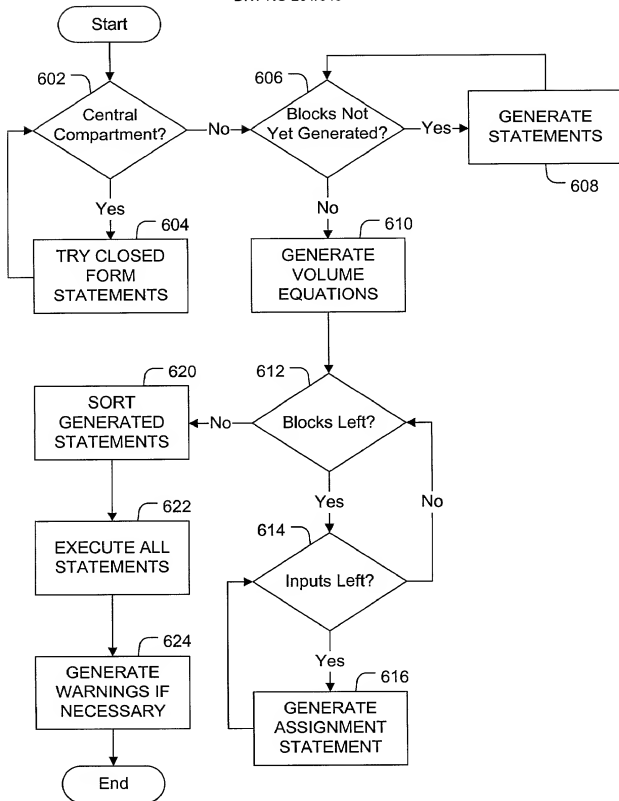 Start
602
Central
Compartment?
No
606
Blocks Not
Yet Generated?
Yes
GENERATE
STATEMENTS
608
Yes
604
TRY CLOSED
FORM
STATEMENTS
No
610
GENERATE
VOLUME
EQUATIONS
612
Blocks Left?
No
620
SORT
GENERATED
STATEMENTS
Yes
No
622
EXECUTE ALL
STATEMENTS
614
Inputs Left?
Yes
616
GENERATE
ASSIGNMENT
STATEMENT
624
GENERATE
WARNINGS IF
NECESSARY
End